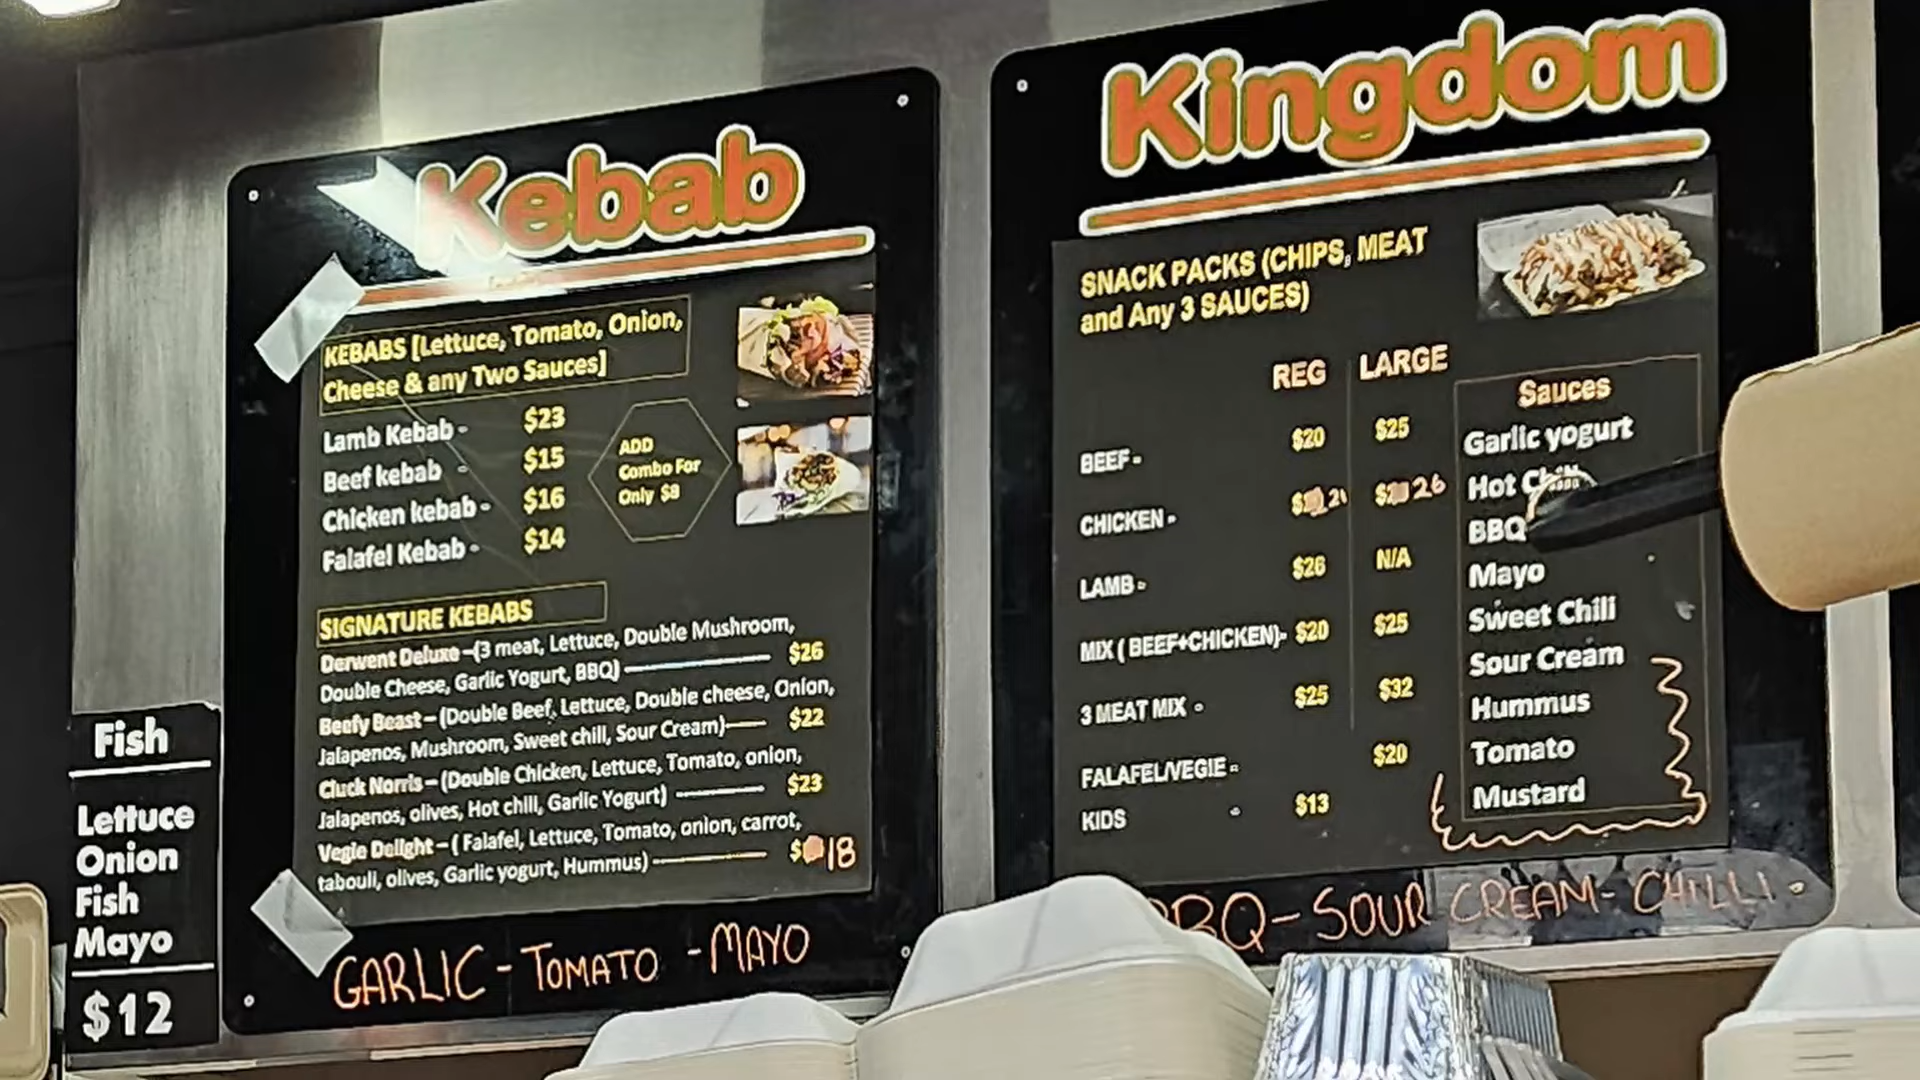 Kebab
KEBABS [Lettuce, Tomato, Onion,
Cheese & any Two Sauces]
Lamb Kebab - $23
Beef kebab - $15
Chicken kebab - $16
Falafel Kebab - $14
ADD
Combo For
Only $8
SIGNATURE KEBABS
Derwent Deluxe –(3 meat, Lettuce, Double Mushroom,
Double Cheese, Garlic Yogurt, BBQ) $26
Beefy Beast – (Double Beef, Lettuce, Double cheese, Onion,
Jalapenos, Mushroom, Sweet chill, Sour Cream) $22
Cluck Norris – (Double Chicken, Lettuce, Tomato, onion,
Jalapenos, olives, Hot chill, Garlic Yogurt) $23
Vegie Delight – ( Falafel, Lettuce, Tomato, onion, carrot,
tabouli, olives, Garlic yogurt, Hummus) $18
GARLIC - TOMATO - MAYO
Fish
Lettuce
Onion
Fish
Mayo
$12
Kingdom
SNACK PACKS (CHIPS, MEAT
and Any 3 SAUCES)
REG LARGE
BEEF - $20 $25
CHICKEN - $21 $26
LAMB - $26 N/A
MIX ( BEEF+CHICKEN)- $20 $25
3 MEAT MIX - $25 $32
FALAFEL/VEGIE - $20
KIDS - $13
Sauces
Garlic yogurt
Hot
BBQ
Mayo
Sweet Chili
Sour Cream
Hummus
Tomato
Mustard
BBQ - SOUR CREAM - CHILLI -